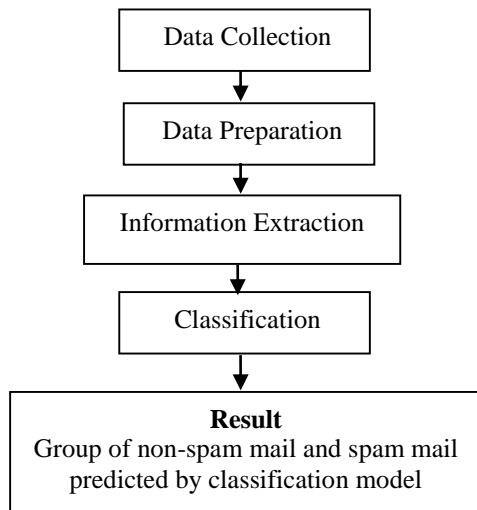 Data Collection
Data Preparation
Information Extraction
Classification
Result
Group of non-spam mail and spam mail
predicted by classification model